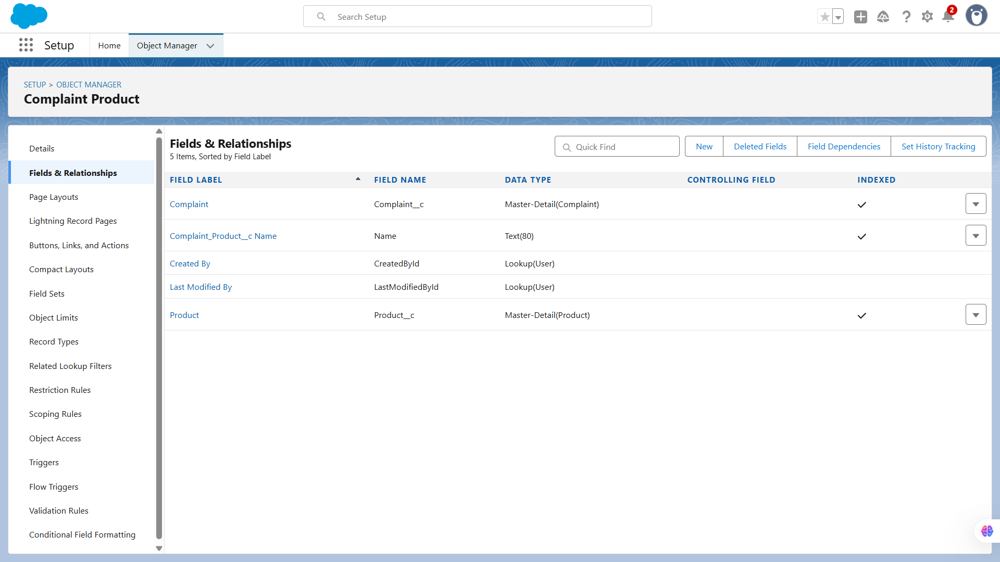 Search Setup
2
Setup
Home
Object Manager
SETUP > OBJECT MANAGER
Complaint Product
Details
Fields & Relationships
Page Layouts
Lightning Record Pages
Buttons, Links, and Actions
Compact Layouts
Field Sets
Object Limits
Record Types
Related Lookup Filters
Restriction Rules
Scoping Rules
Object Access
Triggers
Flow Triggers
Validation Rules
Conditional Field Formatting
Fields & Relationships
5 Items, Sorted by Field Label
Quick Find
New
Deleted Fields
Field Dependencies
Set History Tracking
FIELD LABEL FIELD NAME DATA TYPE CONTROLLING FIELD INDEXED
Complaint Complaint__c Master-Detail(Complaint)
Complaint_Product__c Name Name Text(80)
Created By CreatedById Lookup(User)
Last Modified By LastModifiedById Lookup(User)
Product Product__c Master-Detail(Product)